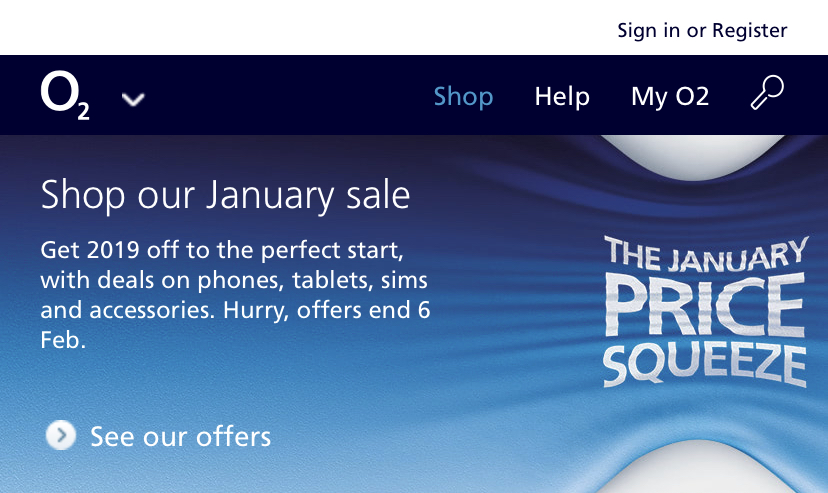 Sign in or Register
O2
Shop Help My O2
Shop our January sale
Get 2019 off to the perfect start,
with deals on phones, tablets, sims
and accessories. Hurry, offers end 6
Feb.
THE JANUARY
PRICE
SQUEEZE
See our offers